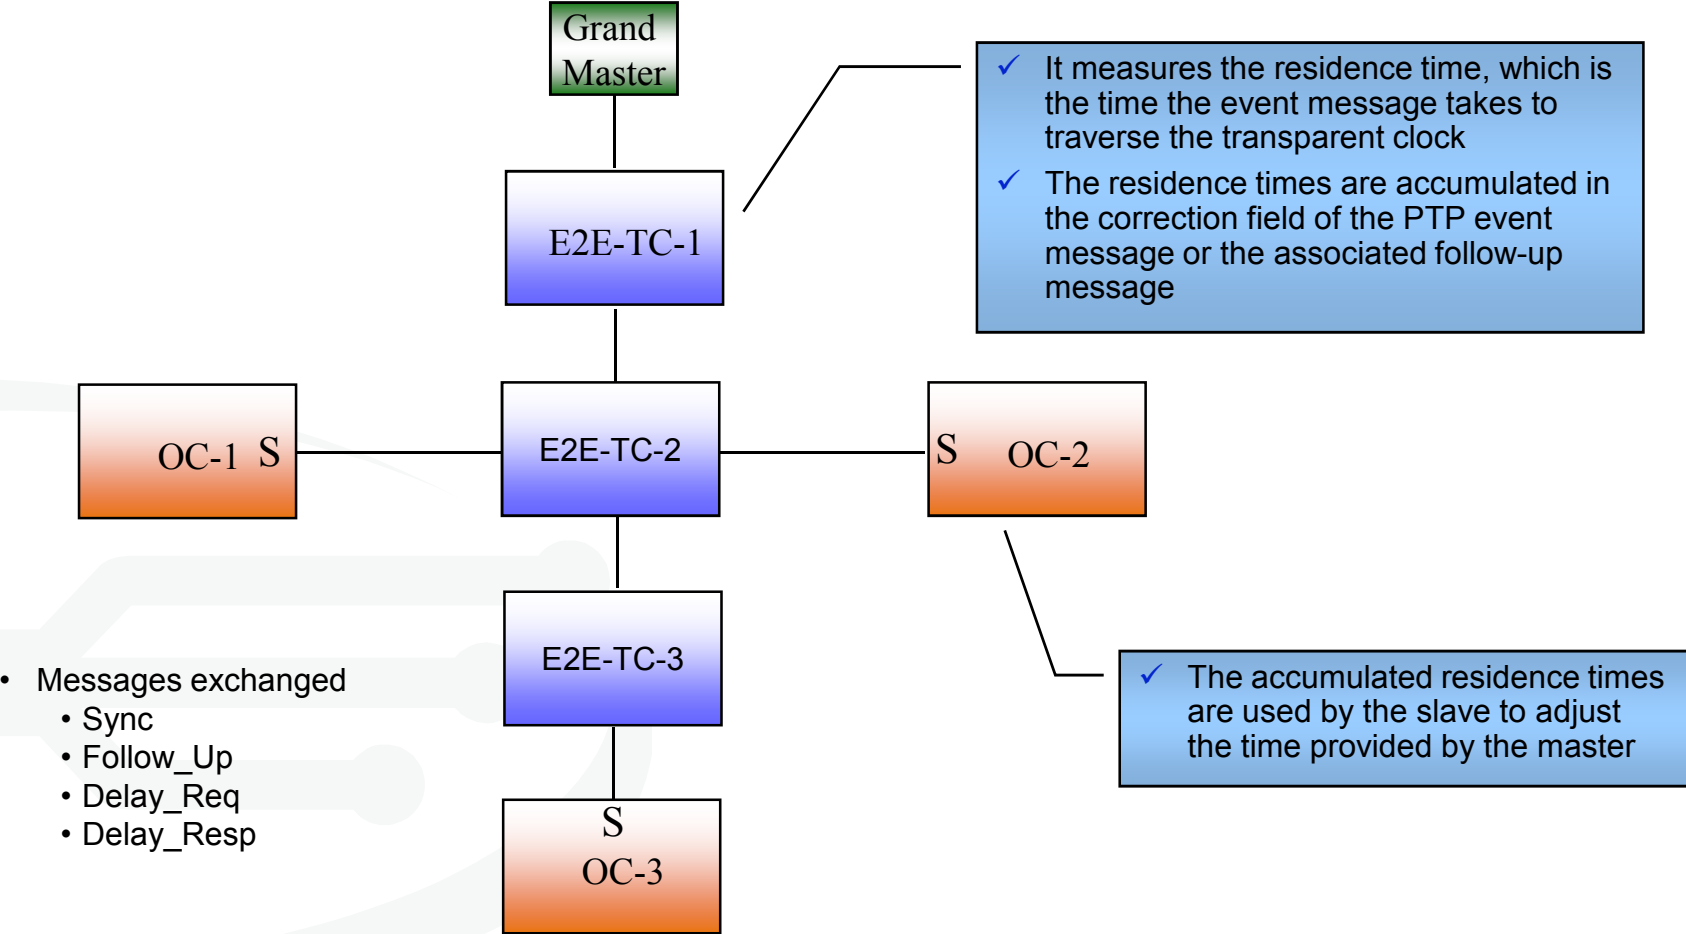 Grand
Master
✓ It measures the residence time, which is
the time the event message takes to
traverse the transparent clock
✓ The residence times are accumulated in
the correction field of the PTP event
message or the associated follow-up
message
E2E-TC-1
OC-1 S
E2E-TC-2
S OC-2
E2E-TC-3
✓ The accumulated residence times
are used by the slave to adjust
the time provided by the master
• Messages exchanged
• Sync
• Follow_Up
• Delay_Req
• Delay_Resp
S
OC-3